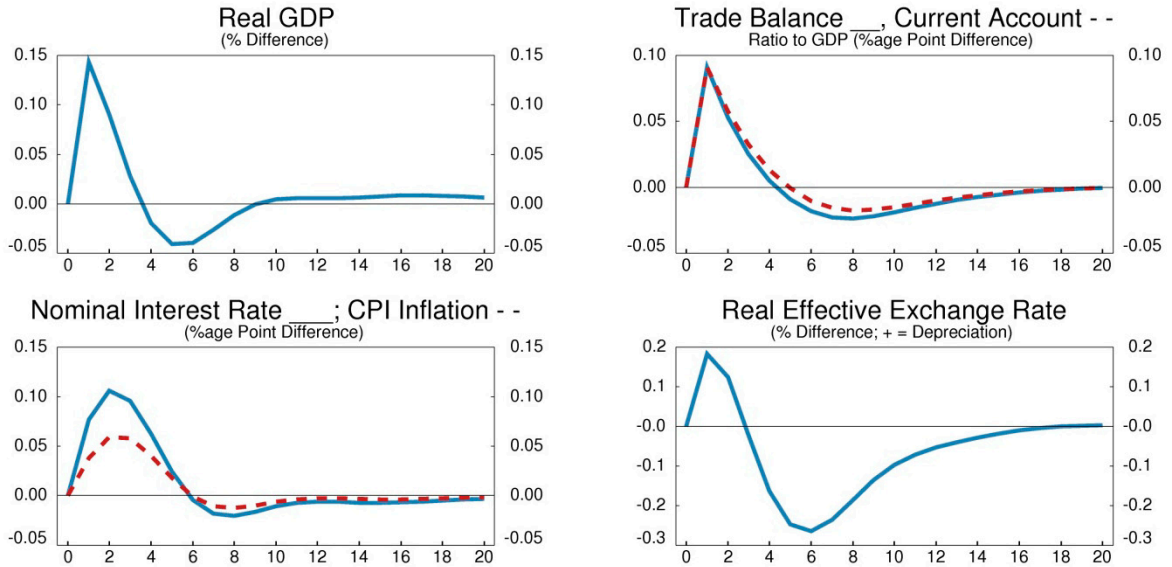 Real GDP
(% Difference)
0.15 0.15
0.10 0.10
0.05 0.05
0.00 0.00
-0.05 -0.05
0 2 4 6 8 10 12 14 16 18 20
Trade Balance __, Current Account - -
Ratio to GDP (%age Point Difference)
0.10 0.10
0.05 0.05
0.00 0.00
-0.05 -0.05
0 2 4 6 8 10 12 14 16 18 20
Nominal Interest Rate ___; CPI Inflation - -
(%age Point Difference)
0.15 0.15
0.10 0.10
0.05 0.05
0.00 0.00
-0.05 -0.05
0 2 4 6 8 10 12 14 16 18 20
Real Effective Exchange Rate
(% Difference; + = Depreciation)
0.2 0.2
0.1 0.1
-0.0 -0.0
-0.1 -0.1
-0.2 -0.2
-0.3 -0.3
0 2 4 6 8 10 12 14 16 18 20